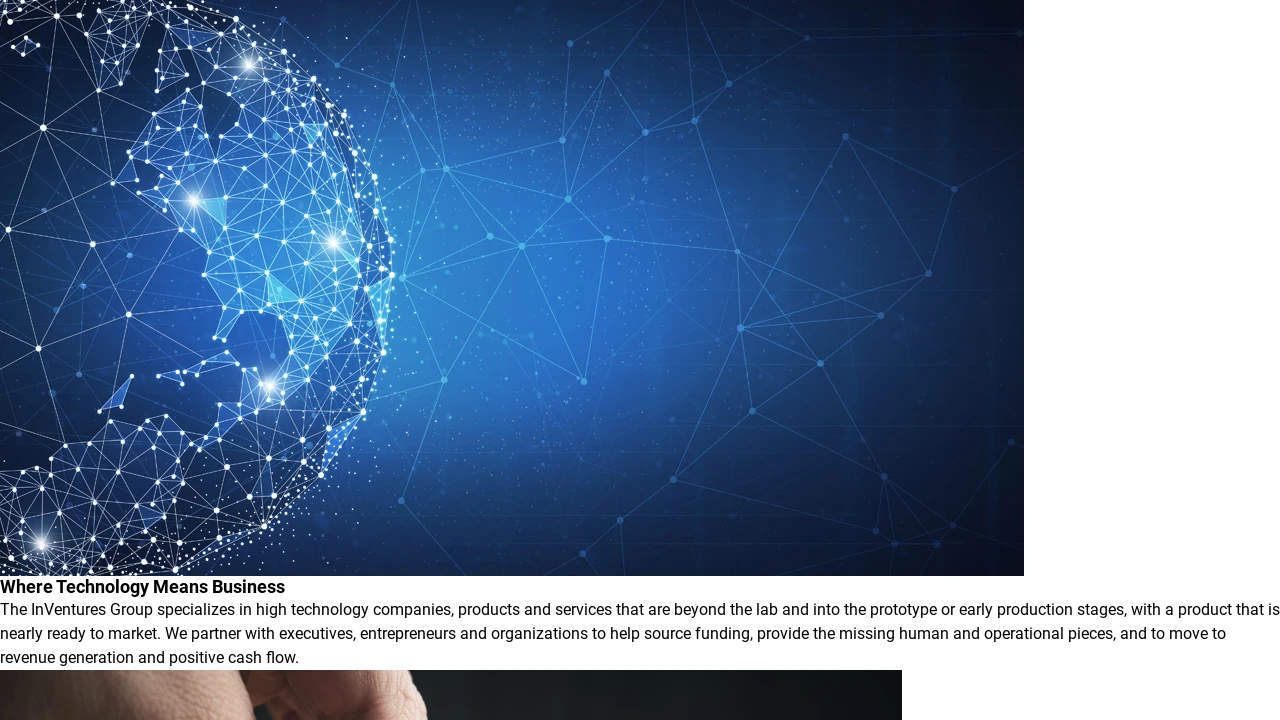 Where Technology Means Business
The InVentures Group specializes in high technology companies, products and services that are beyond the lab and into the prototype or early production stages, with a product that is
nearly ready to market. We partner with executives, entrepreneurs and organizations to help source funding, provide the missing human and operational pieces, and to move to
revenue generation and positive cash flow.